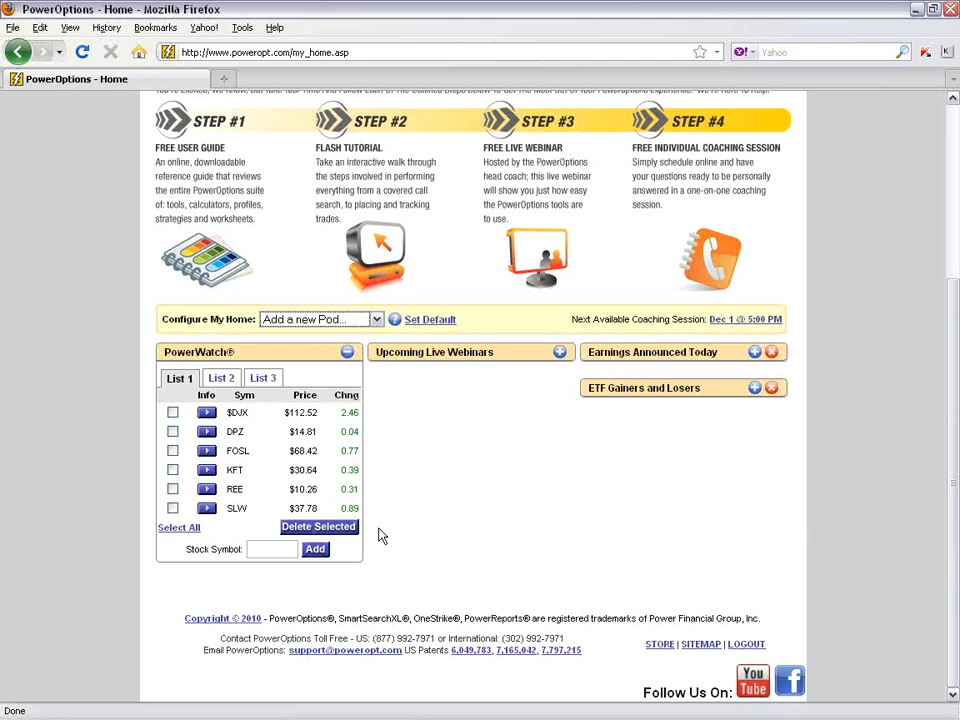 PowerOptions - Home - Mozilla Firefox
File Edit View History Bookmarks Yahoo! Tools Help
http://www.poweropt.com/my_home.asp
Y! Yahoo
PowerOptions - Home
STEP #1 STEP #2 STEP #3 STEP #4
FREE USER GUIDE
An online, downloadable
reference guide that reviews
the entire PowerOptions suite
of: tools, calculators, profiles,
strategies and worksheets.
FLASH TUTORIAL
Take an interactive walk through
the steps involved in performing
everything from a covered call
search, to placing and tracking
trades.
FREE LIVE WEBINAR
Hosted by the PowerOptions
head coach; this live webinar
will show you just how easy
the PowerOptions tools are
to use.
FREE INDIVIDUAL COACHING SESSION
Simply schedule online and have
your questions ready to be personally
answered in a one-on-one coaching
session.
Configure My Home: Add a new Pod... Set Default Next Available Coaching Session: Dec 1 @ 5:00 PM
PowerWatch®
List 1 List 2 List 3
Info Sym Price Chng
$DJX $112.52 2.46
DPZ $14.81 0.04
FOSL $68.42 0.77
KFT $30.64 0.39
REE $10.26 0.31
SLW $37.78 0.89
Select All Delete Selected
Stock Symbol: Add
Upcoming Live Webinars
Earnings Announced Today
ETF Gainers and Losers
Copyright © 2010 - PowerOptions®, SmartSearchXL®, OneStrike®, PowerReports® are registered trademarks of Power Financial Group, Inc.
Contact PowerOptions Toll Free - US: (877) 992-7971 or International: (302) 992-7971
Email PowerOptions: support@poweropt.com US Patents 6,049,783, 7,165,042, 7,797,215
STORE | SITEMAP | LOGOUT
Follow Us On: You Tube f
Done